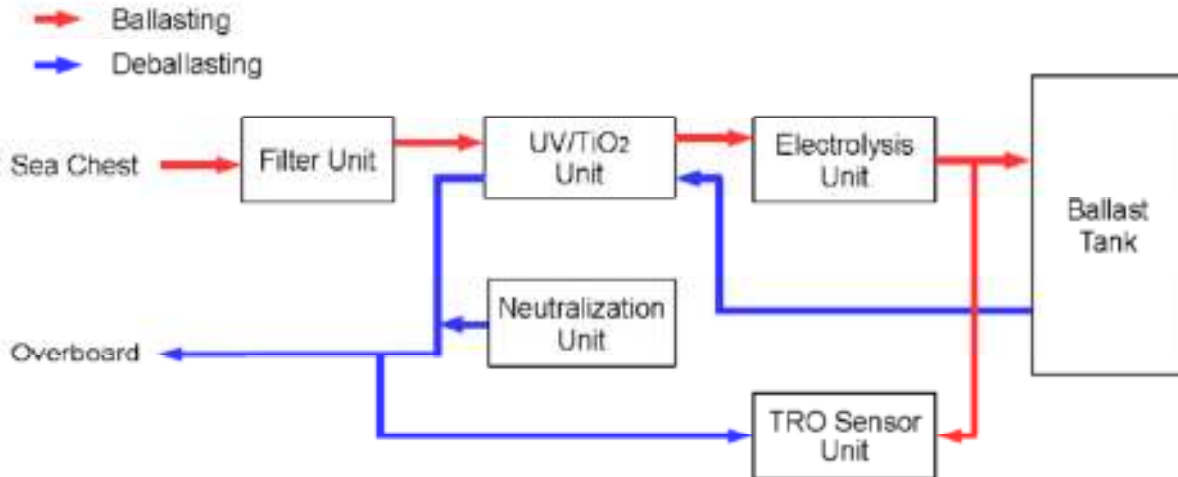 Ballasting
Deballasting
Sea Chest
Filter Unit
UV/TiO2
Unit
Electrolysis
Unit
Ballast
Tank
Neutralization
Unit
Overboard
TRO Sensor
Unit